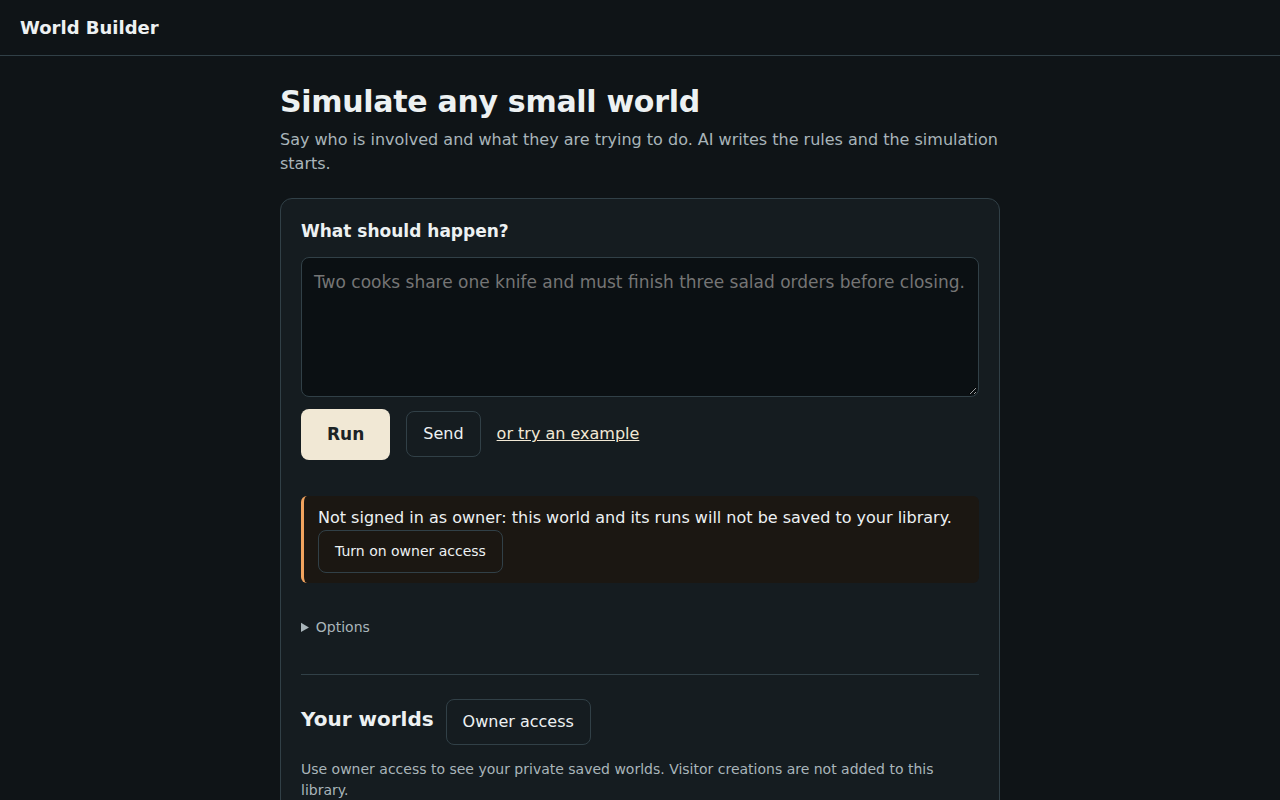 World Builder
Simulate any small world
Say who is involved and what they are trying to do. AI writes the rules and the simulation
starts.
What should happen?
Two cooks share one knife and must finish three salad orders before closing.
Run
Send
or try an example
Not signed in as owner: this world and its runs will not be saved to your library.
Turn on owner access
Options
Your worlds
Owner access
Use owner access to see your private saved worlds. Visitor creations are not added to this
library.